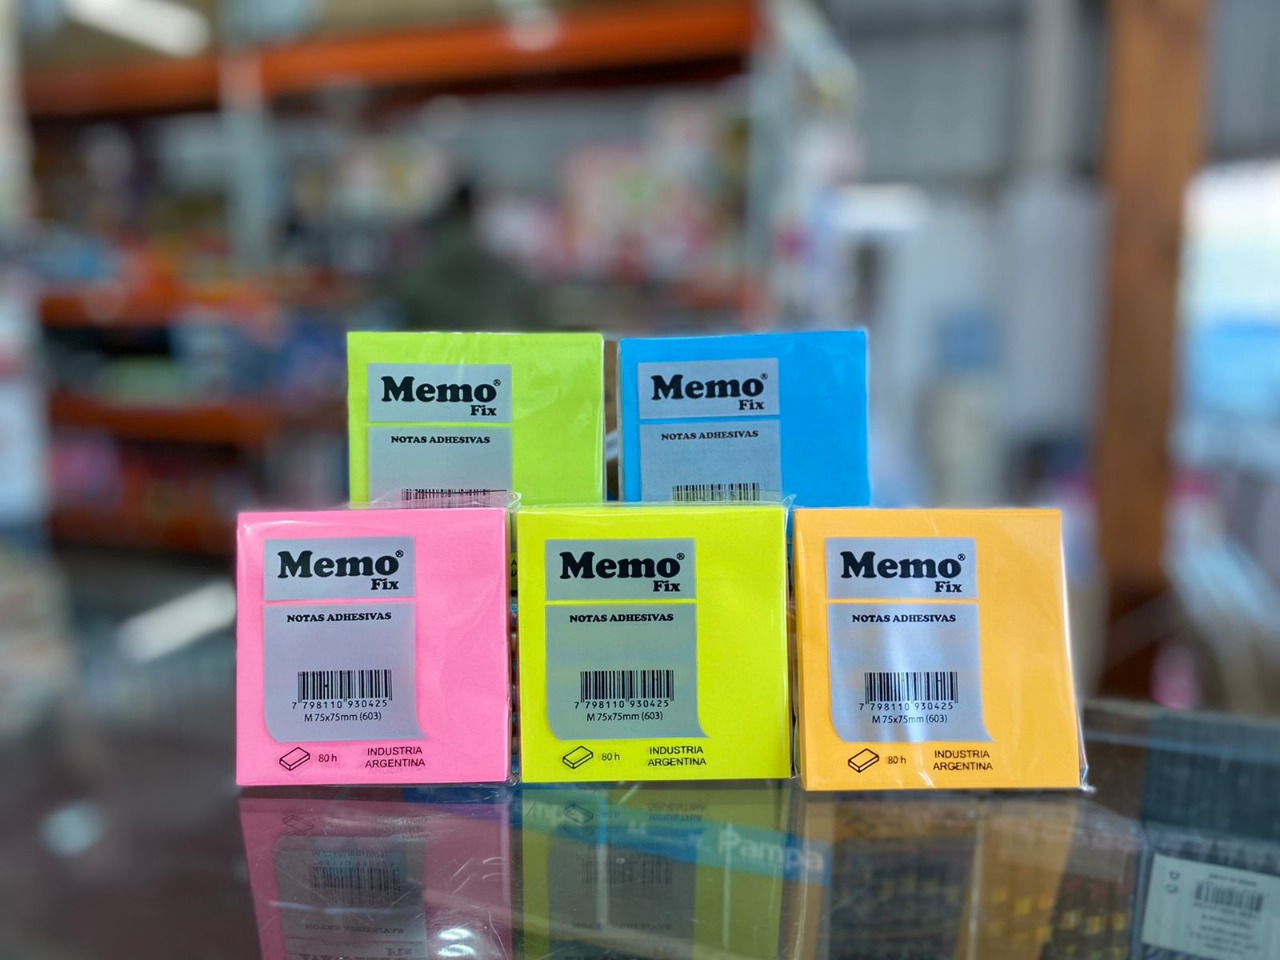 Memo®
Fix
NOTAS ADHESIVAS
Memo®
Fix
NOTAS ADHESIVAS
Memo®
Fix
NOTAS ADHESIVAS
7 798110 930425
M 75x75mm (603)
80 h
INDUSTRIA
ARGENTINA
Memo®
Fix
NOTAS ADHESIVAS
7 798110 930425
M 75x75mm (603)
80 h
INDUSTRIA
ARGENTINA
Memo®
Fix
NOTAS ADHESIVAS
7 798110 930425
M 75x75mm (603)
80 h
INDUSTRIA
ARGENTINA
Pampa